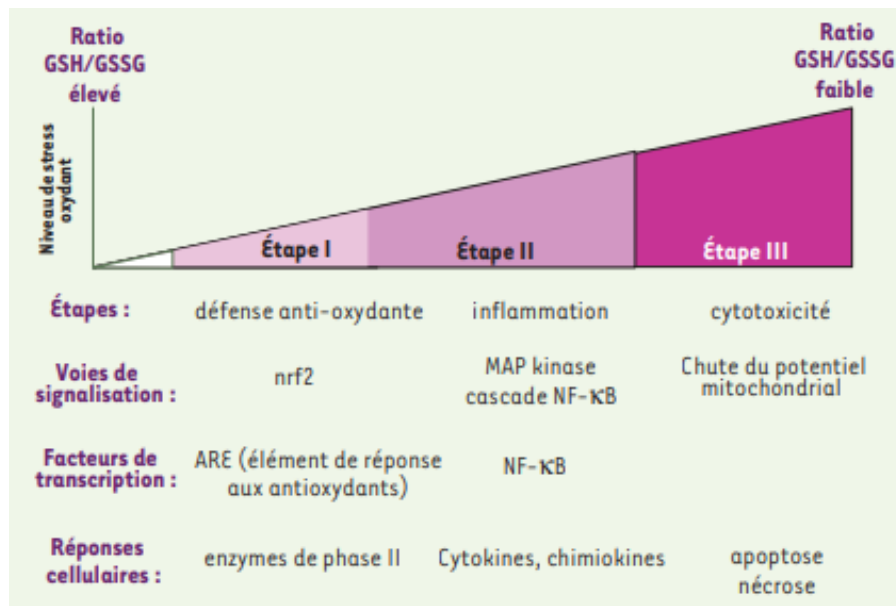 Ratio
GSH/GSSG
élevé
Ratio
GSH/GSSG
faible
Niveau de stress
oxydant
Étape I
Étape II
Étape III
Étapes :
défense anti-oxydante
inflammation
cytotoxicité
Voies de
signalisation :
nrf2
MAP kinase
cascade NF-κB
Chute du potentiel
mitochondrial
Facteurs de
transcription :
ARE (élément de réponse
aux antioxydants)
NF-κB
Réponses
cellulaires :
enzymes de phase II
Cytokines, chimiokines
apoptose
nécrose